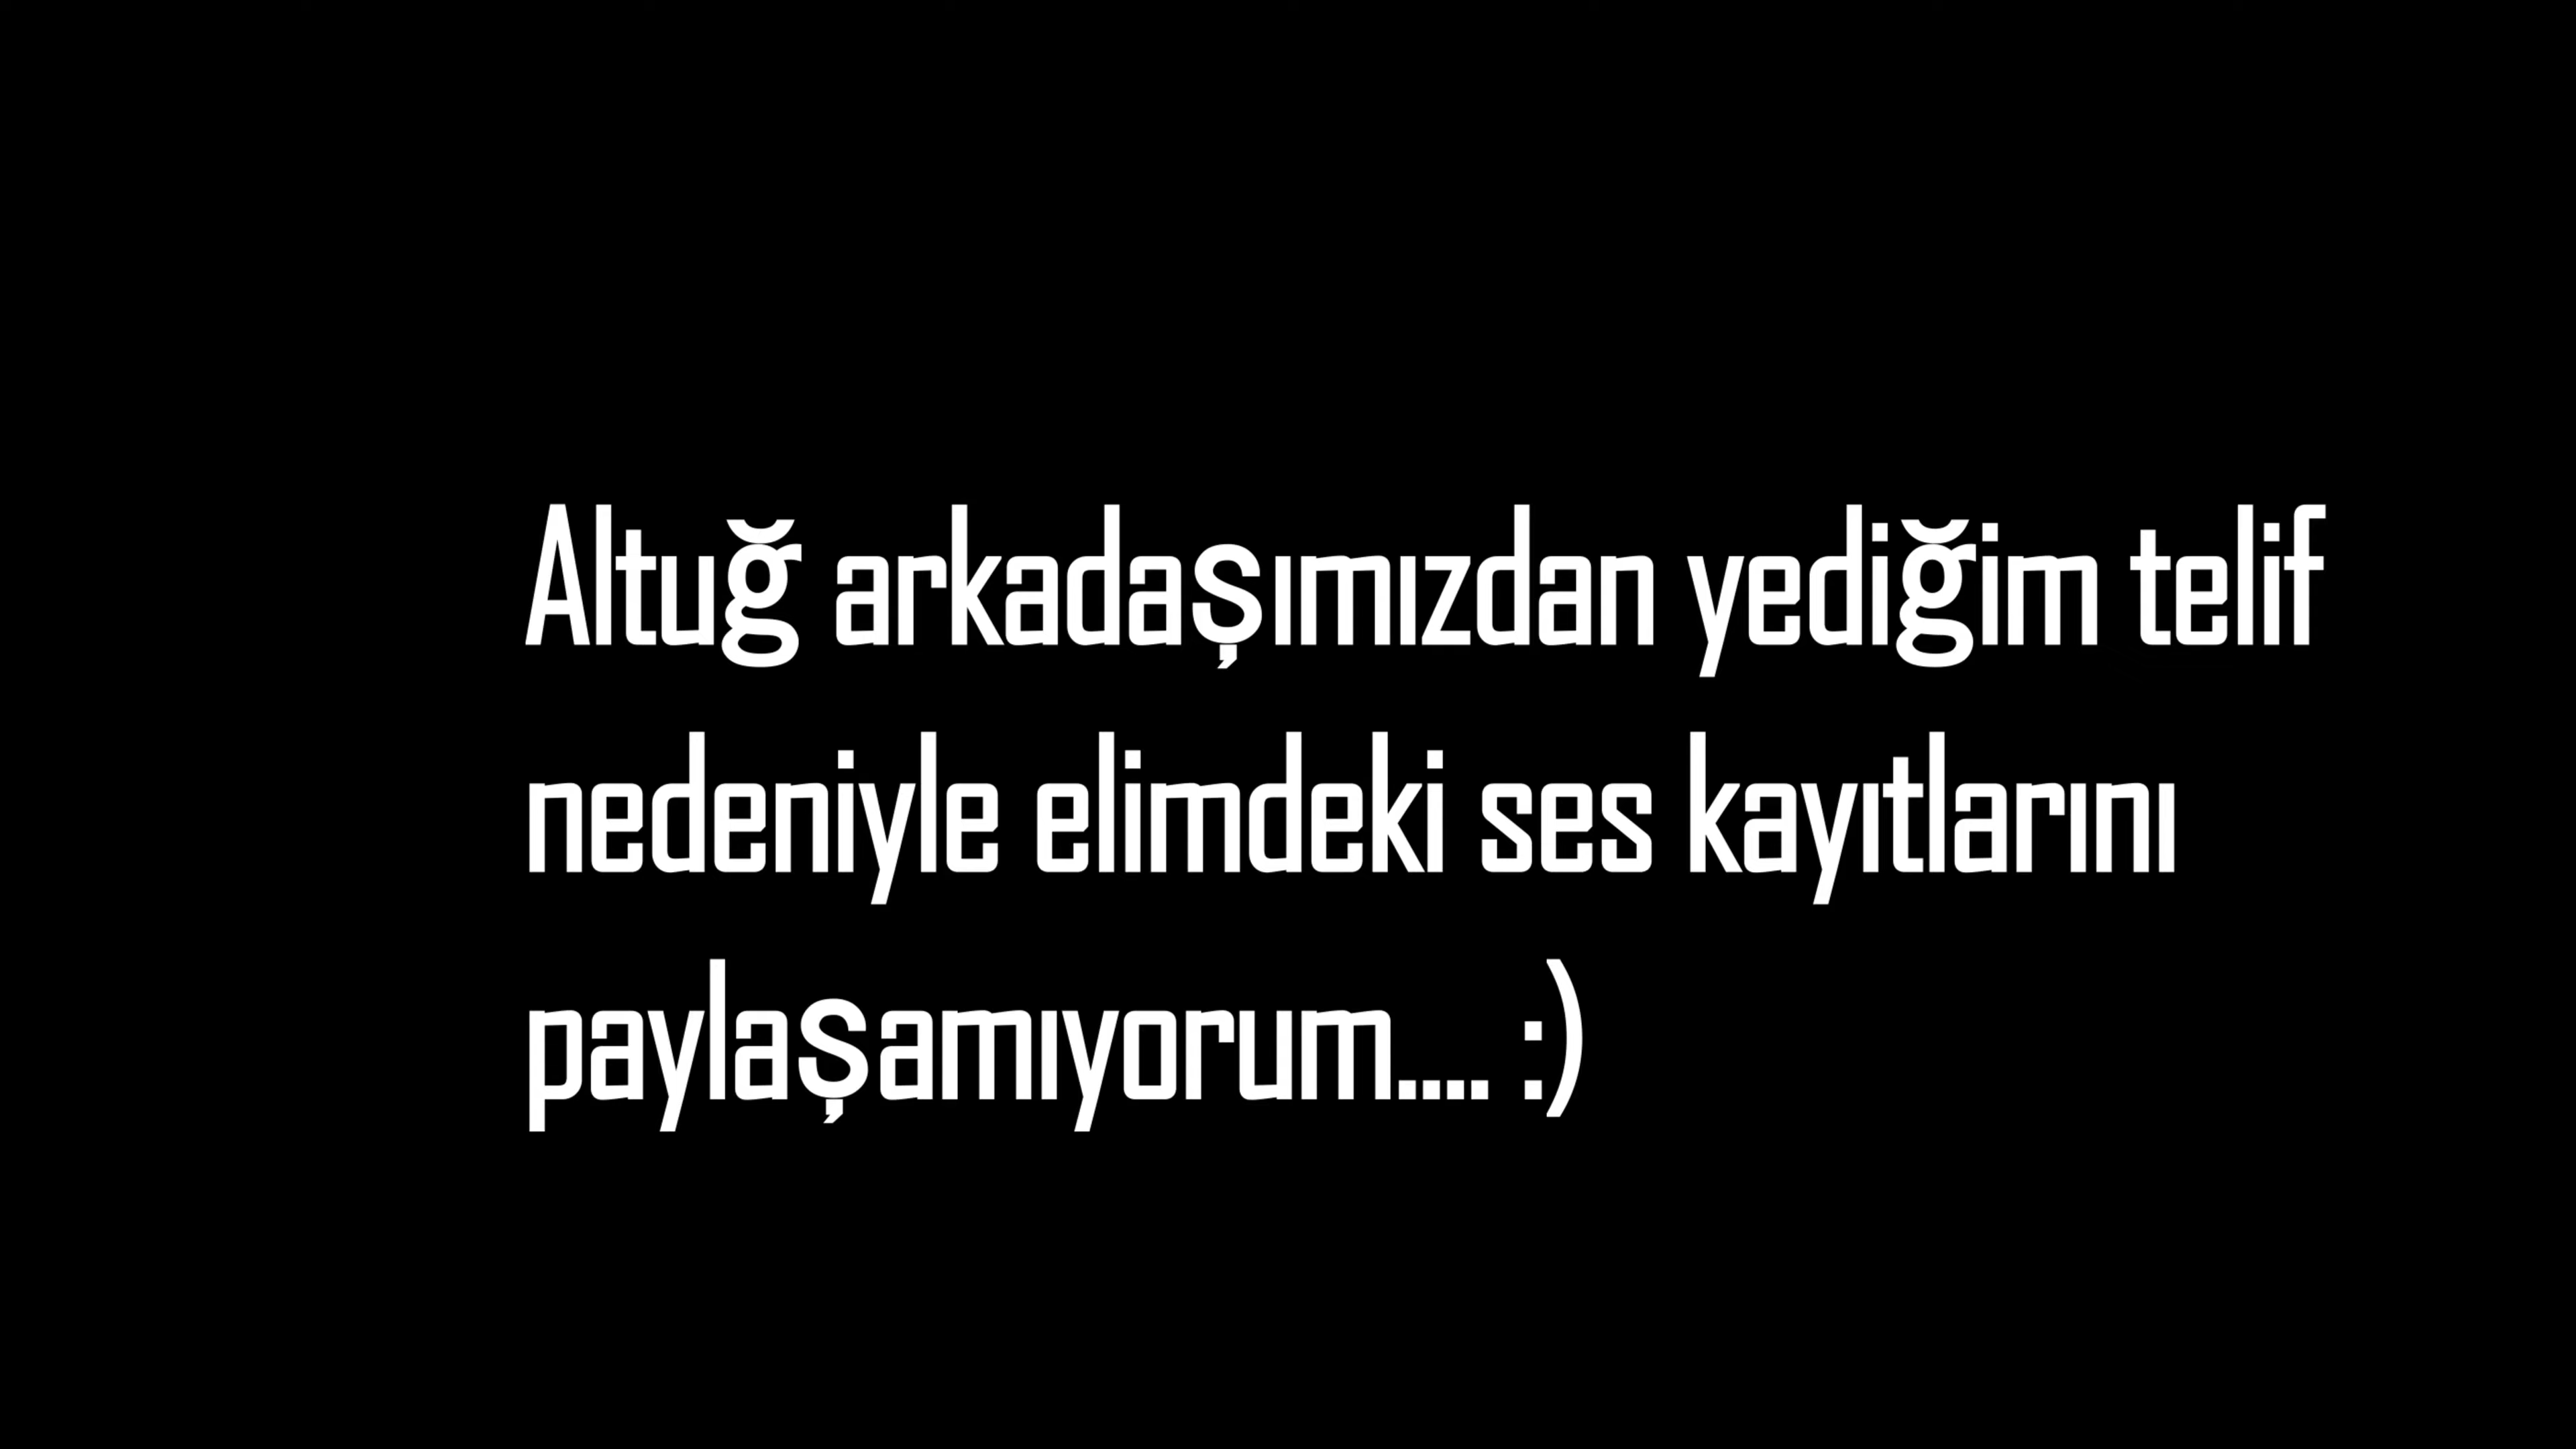 Altuğ arkadaşımızdan yediğim telif
nedeniyle elimdeki ses kayıtlarını
paylaşamıyorum.... :)